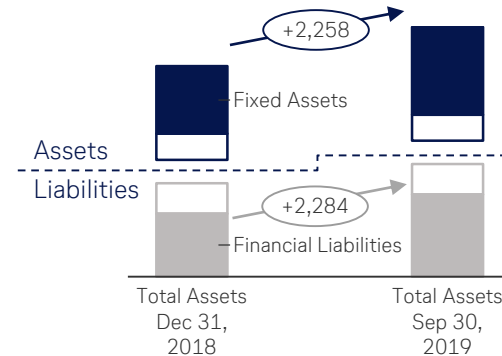 +2,258
Fixed Assets
Assets
Liabilities
+2,284
Financial Liabilities
Total Assets
Dec 31,
2018
Total Assets
Sep 30,
2019